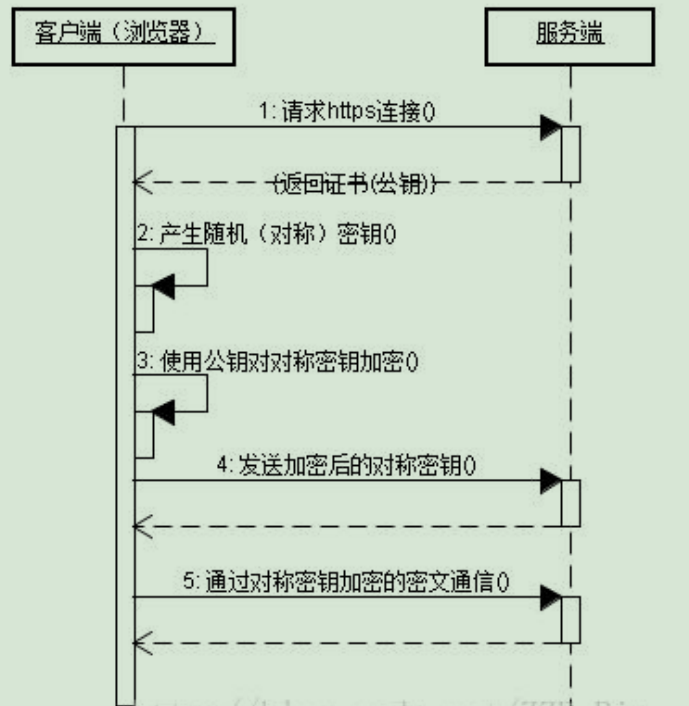 客户端（浏览器）
服务端
1: 请求https连接()
(返回证书(公钥))
2: 产生随机（对称）密钥()
3: 使用公钥对对称密钥加密()
4: 发送加密后的对称密钥()
5: 通过对称密钥加密的密文通信()